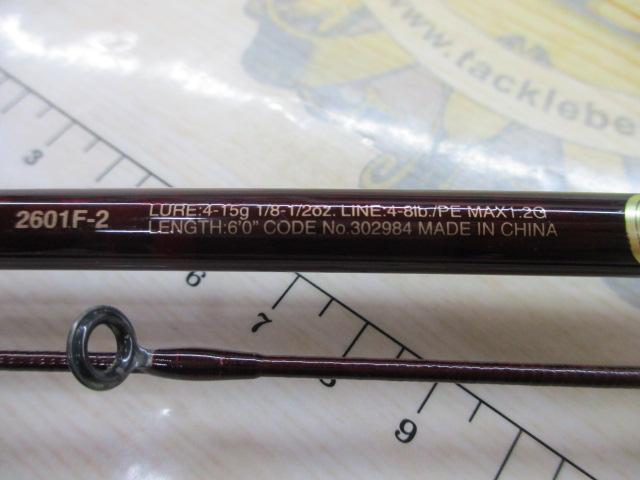 www.tacklebe
3
2601F-2
LURE:4-15g 1/8-1/2oz. LINE:4-8lb./PE MAX1.2G
LENGTH:6'0" CODE No.302984 MADE IN CHINA
6
7
9